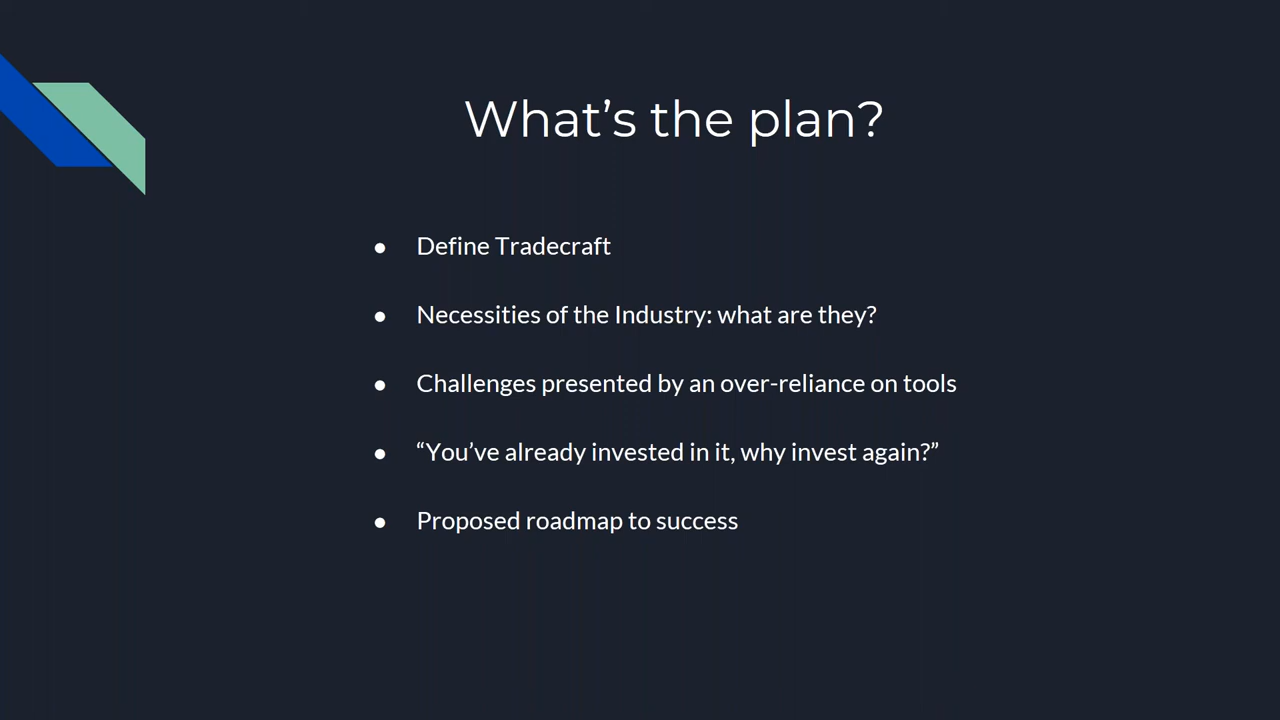 What’s the plan?
● Define Tradecraft
● Necessities of the Industry: what are they?
● Challenges presented by an over-reliance on tools
● “You’ve already invested in it, why invest again?”
● Proposed roadmap to success